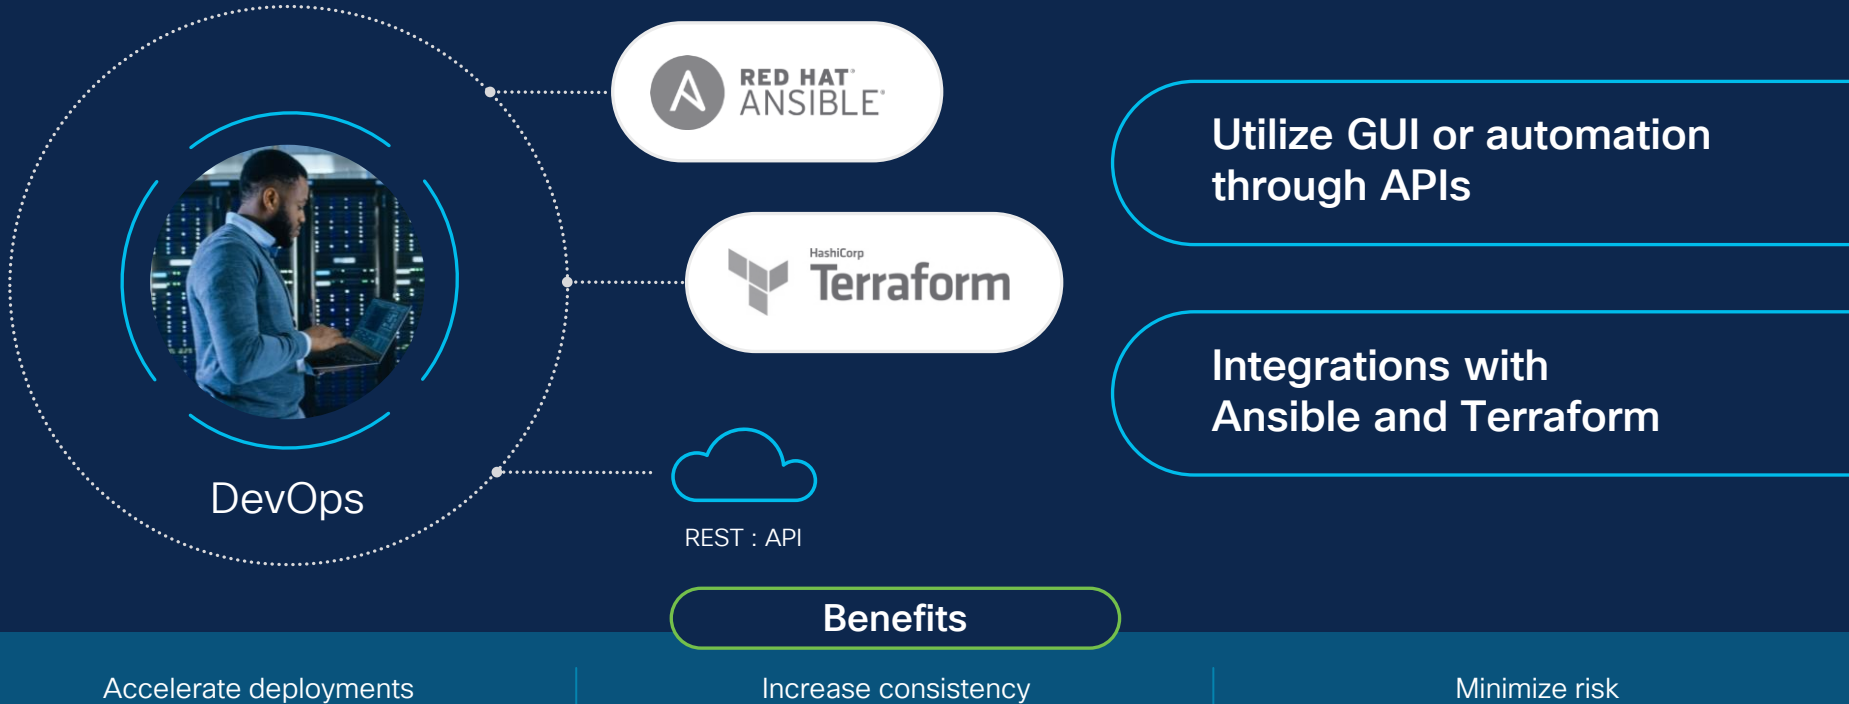 RED HAT®
ANSIBLE®
HashiCorp
Terraform
DevOps
REST : API
Utilize GUI or automation
through APIs
Integrations with
Ansible and Terraform
Benefits
Accelerate deployments
Increase consistency
Minimize risk